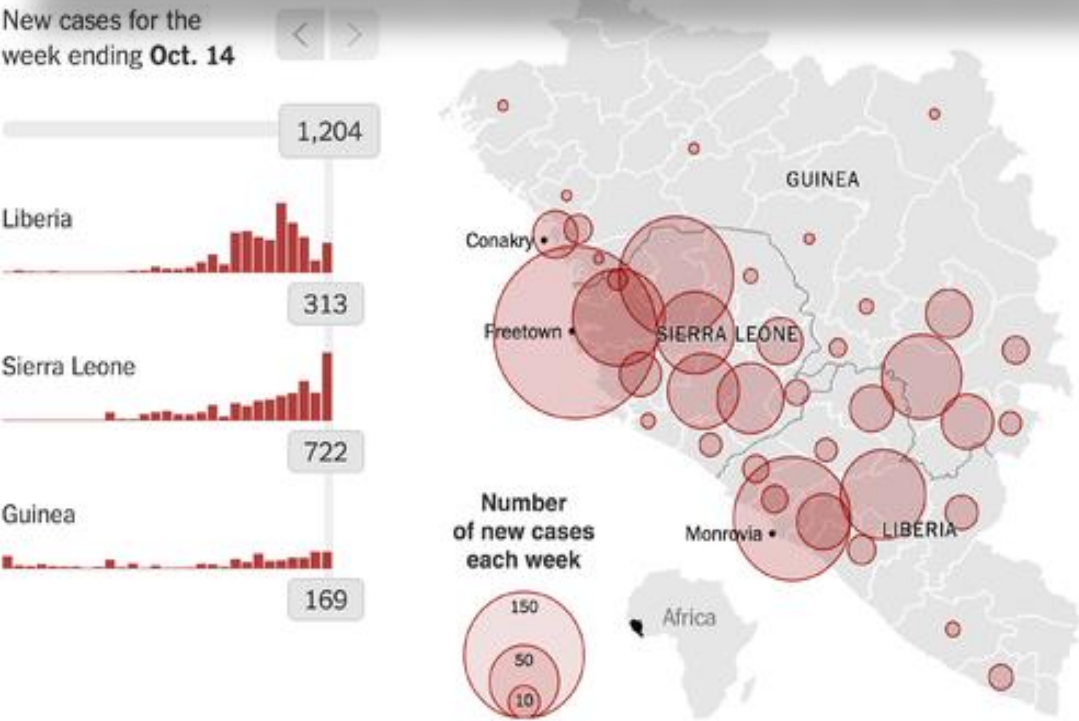 New cases for the
week ending Oct. 14
1,204
Liberia
313
Sierra Leone
722
Guinea
169
GUINEA
Conakry
Freetown
SIERRA LEONE
Monrovia
LIBERIA
Number
of new cases
each week
150
50
10
Africa